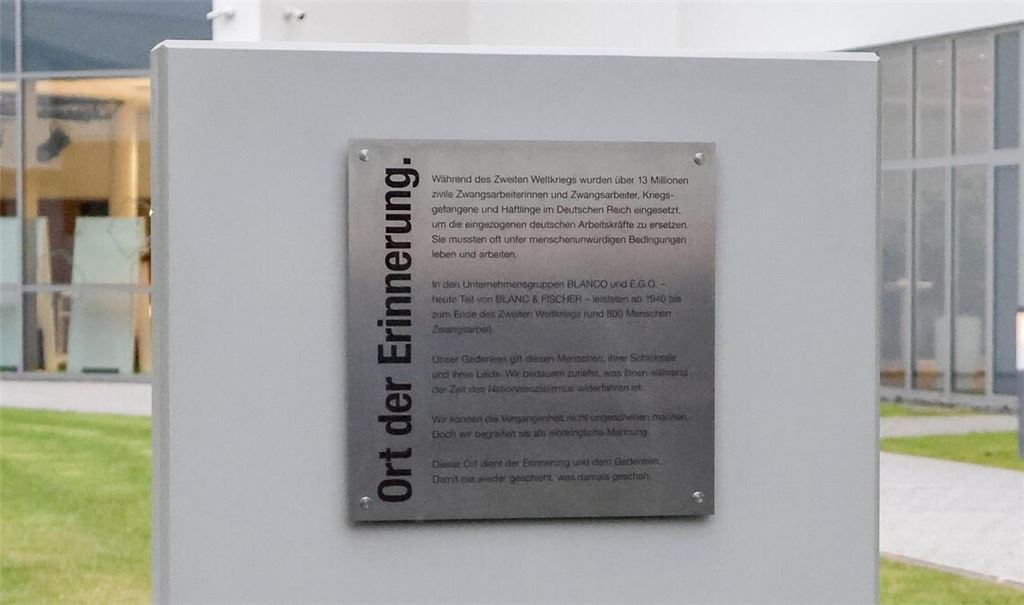 Ort der Erinnerung.
Während des Zweiten Weltkriegs wurden über 13 Millionen
zivile Zwangsarbeiterinnen und Zwangsarbeiter, Kriegs-
gefangene und Häftlinge im Deutschen Reich eingesetzt,
um die eingezogenen deutschen Arbeitskräfte zu ersetzen.
Sie mussten oft unter menschenunwürdigen Bedingungen
leben und arbeiten.
In den Unternehmensgruppen BLANCO und E.G.O. –
heute Teil von BLANC & FISCHER – leisteten ab 1940 bis
zum Ende des Zweiten Weltkriegs rund 800 Menschen
Zwangsarbeit.
Unser Gedenken gilt diesen Menschen, ihrer Schicksale
und ihres Leids. Wir bedauern zutiefst, was ihnen während
der Zeit des Nationalsozialismus widerfahren ist.
Wir können die Vergangenheit nicht ungeschehen machen.
Doch wir begreifen sie als eindringliche Mahnung.
Dieser Ort dient der Erinnerung und dem Gedenken.
Damit nie wieder geschieht, was damals geschah.